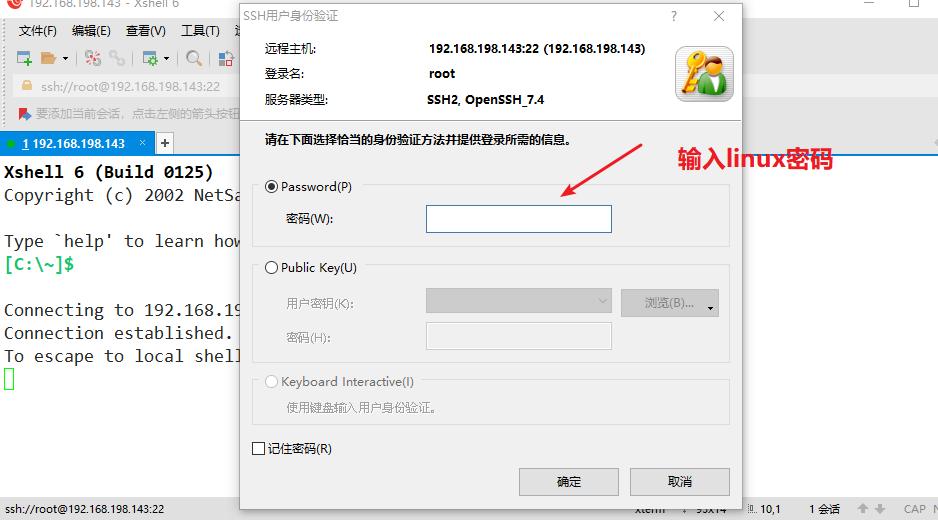 192.168.198.143 - Xshell 6
文件(F) 编辑(E) 查看(V) 工具(T)
ssh://root@192.168.198.143:22
要添加当前会话，点击左侧的箭头按钮
1 192.168.198.143 × +
Xshell 6 (Build 0125)
Copyright (c) 2002 NetSa
Type `help' to learn how
[C:\~]$
Connecting to 192.168.19
Connection established.
To escape to local shell
SSH用户身份验证 ? ×
远程主机: 192.168.198.143:22 (192.168.198.143)
登录名: root
服务器类型: SSH2, OpenSSH_7.4
请在下面选择恰当的身份验证方法并提供登录所需的信息。
输入linux密码
Password(P)
密码(W):
Public Key(U)
用户密钥(K): 浏览(B)...
密码(H):
Keyboard Interactive(I)
使用键盘输入用户身份验证。
记住密码(R)
确定 取消
ssh://root@192.168.198.143:22 xterm 93x14 10,1 1 会话 CAP